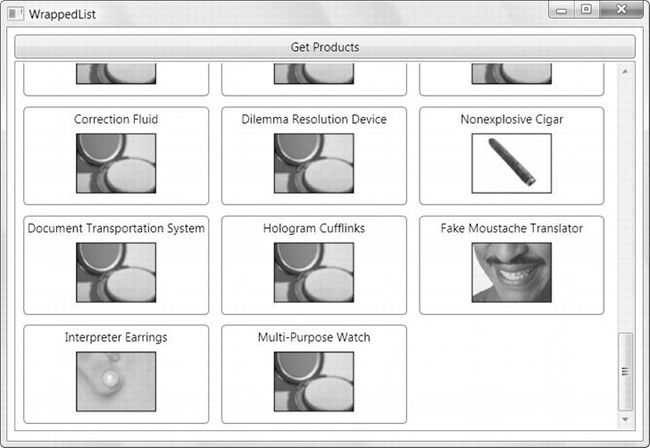 WrappedList
Get Products
Correction Fluid
Dilemma Resolution Device
Nonexplosive Cigar
Document Transportation System
Hologram Cufflinks
Fake Moustache Translator
Interpreter Earrings
Multi-Purpose Watch